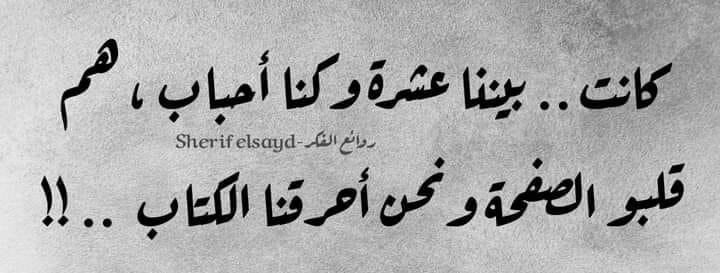 كانت .. بيننا عشرة وكنا أحباب ، هم
روائع الفكر-Sherif elsayd
قلبو الصفحة ونحن أحرقنا الكتاب .. !!